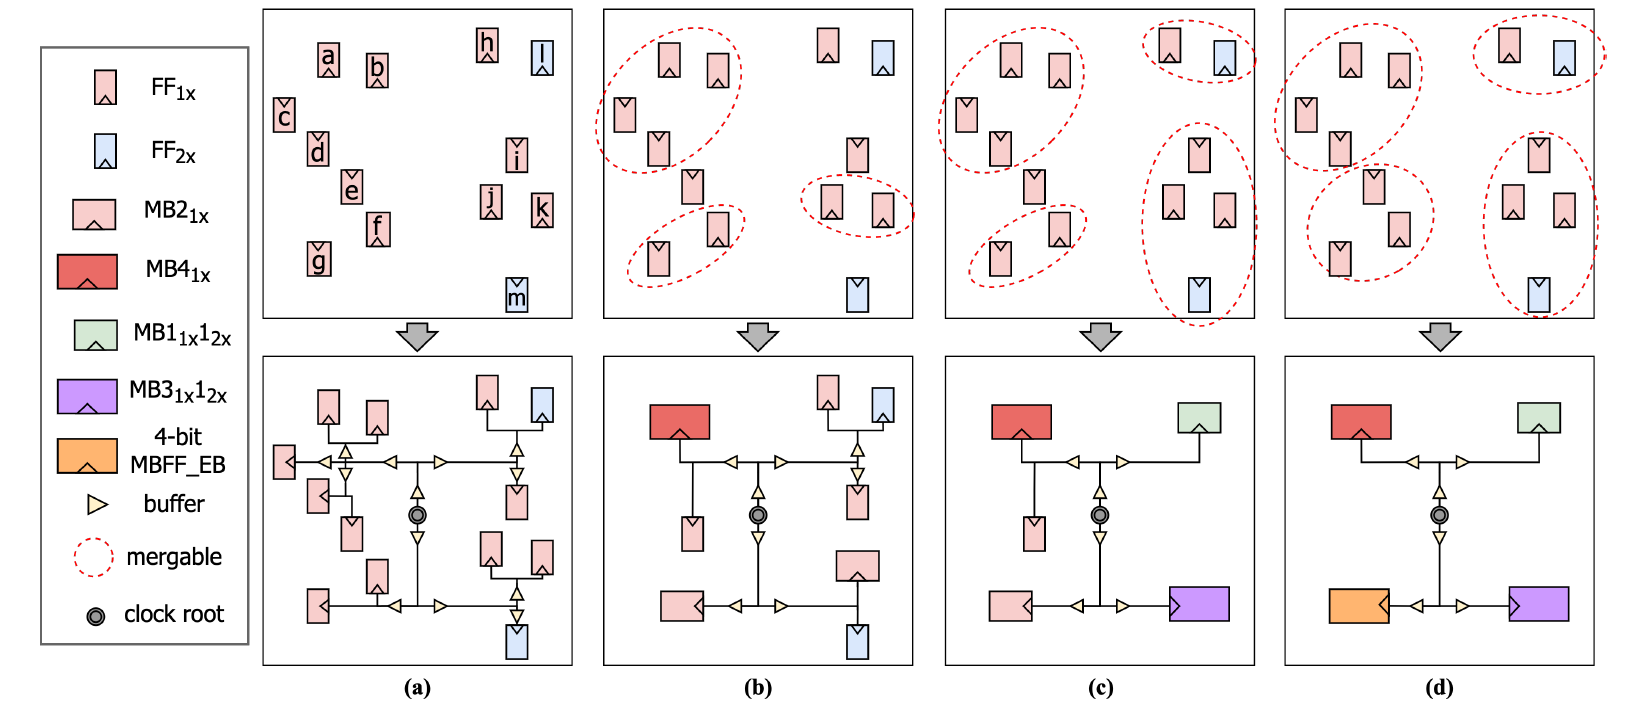 FF1x
FF2x
MB21x
MB41x
MB11x12x
MB31x12x
4-bit
MBFF_EB
buffer
mergable
clock root
a
b
c
d
e
f
g
h
l
i
j
k
m
(a)
(b)
(c)
(d)